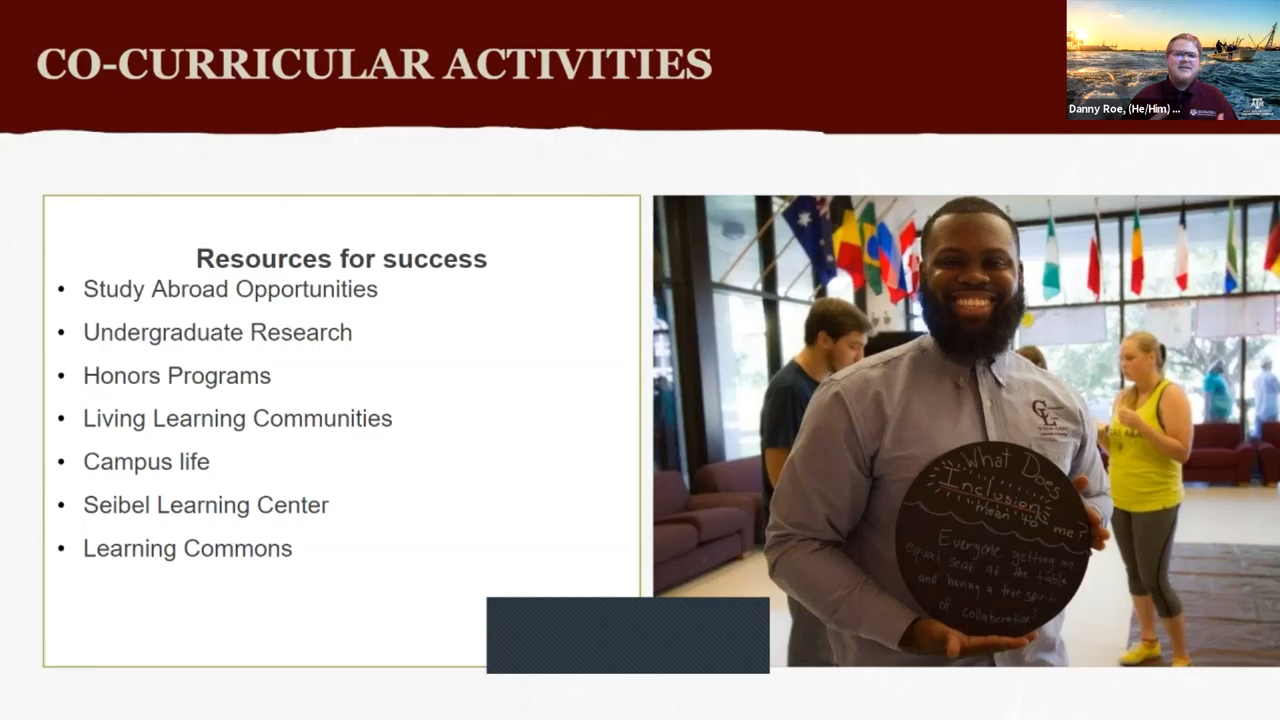 CO-CURRICULAR ACTIVITIES
Danny Roe, (He/Him) ...
Resources for success
• Study Abroad Opportunities
• Undergraduate Research
• Honors Programs
• Living Learning Communities
• Campus life
• Seibel Learning Center
• Learning Commons
What Does
Inclusion
mean to me?
Everyone getting an
equal seat at the table
and having a true spirit
of collaboration!